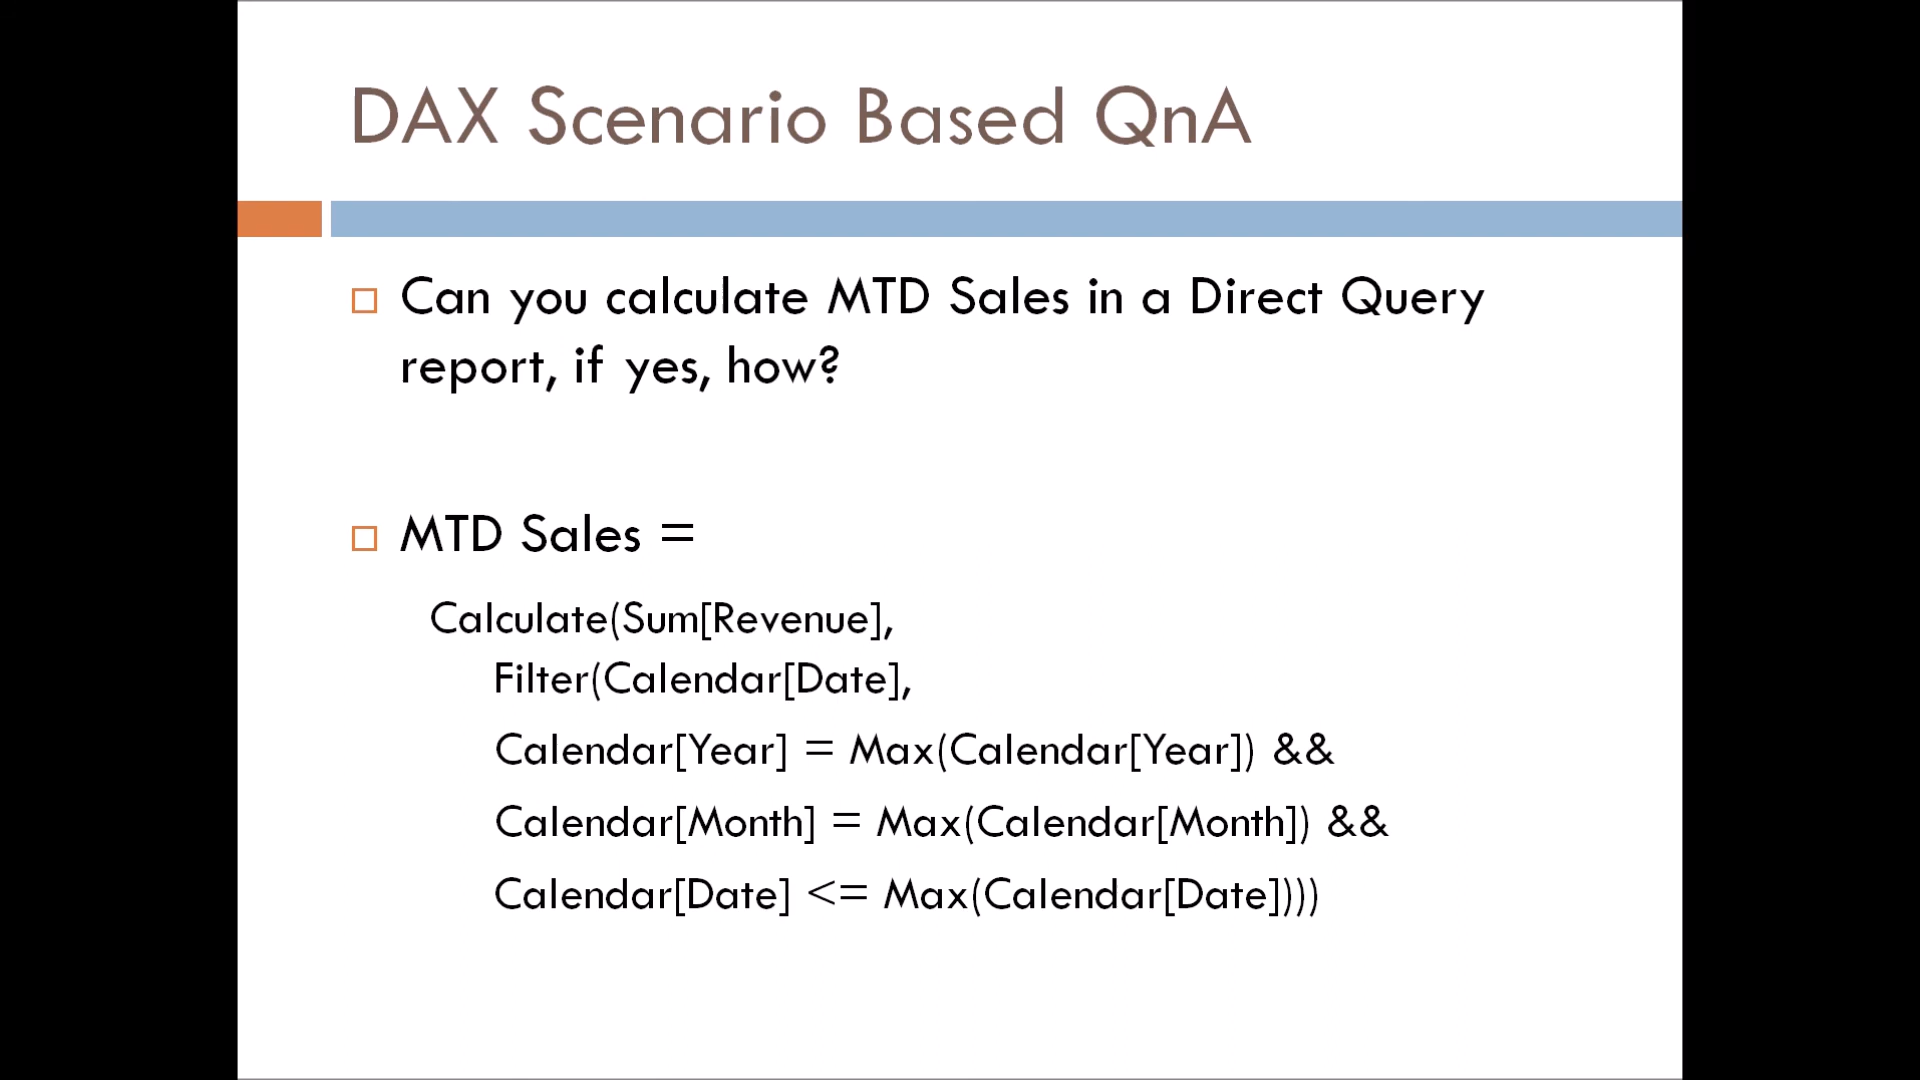 DAX Scenario Based QnA
Can you calculate MTD Sales in a Direct Query
report, if yes, how?
MTD Sales =
Calculate(Sum[Revenue],
Filter(Calendar[Date],
Calendar[Year] = Max(Calendar[Year]) &&
Calendar[Month] = Max(Calendar[Month]) &&
Calendar[Date] <= Max(Calendar[Date])))